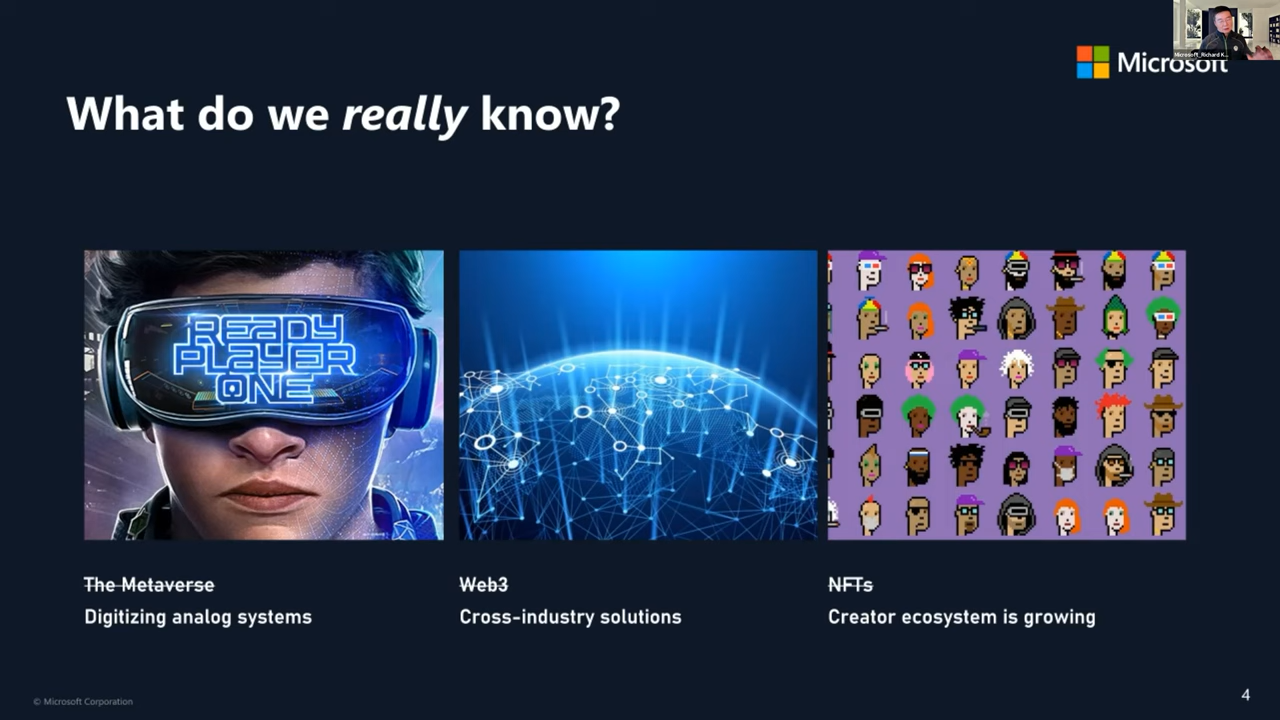 Microsoft_Richard K...
Microsoft
What do we really know?
READY
PLAYER
ONE
The Metaverse
Digitizing analog systems
Web3
Cross-industry solutions
NFTs
Creator ecosystem is growing
© Microsoft Corporation
4